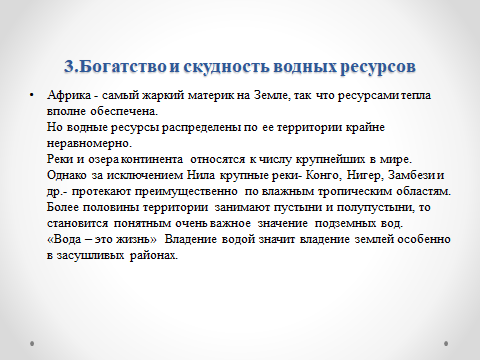 3.Богатство и скудность водных ресурсов
• Африка - самый жаркий материк на Земле, так что ресурсами тепла
вполне обеспечена.
Но водные ресурсы распределены по ее территории крайне
неравномерно.
Реки и озера континента относятся к числу крупнейших в мире.
Однако за исключением Нила крупные реки- Конго, Нигер, Замбези и
др.- протекают преимущественно по влажным тропическим областям.
Более половины территории занимают пустыни и полупустыни, то
становится понятным очень важное значение подземных вод.
«Вода – это жизнь» Владение водой значит владение землей особенно
в засушливых районах.